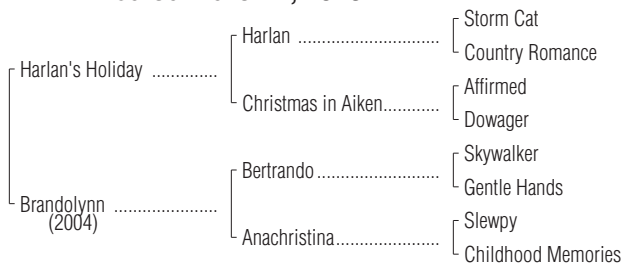 Storm Cat
Harlan
Country Romance
Harlan's Holiday
Affirmed
Christmas in Aiken
Dowager
Skywalker
Bertrando
Gentle Hands
Brandolynn
(2004)
Slewpy
Anachristina
Childhood Memories